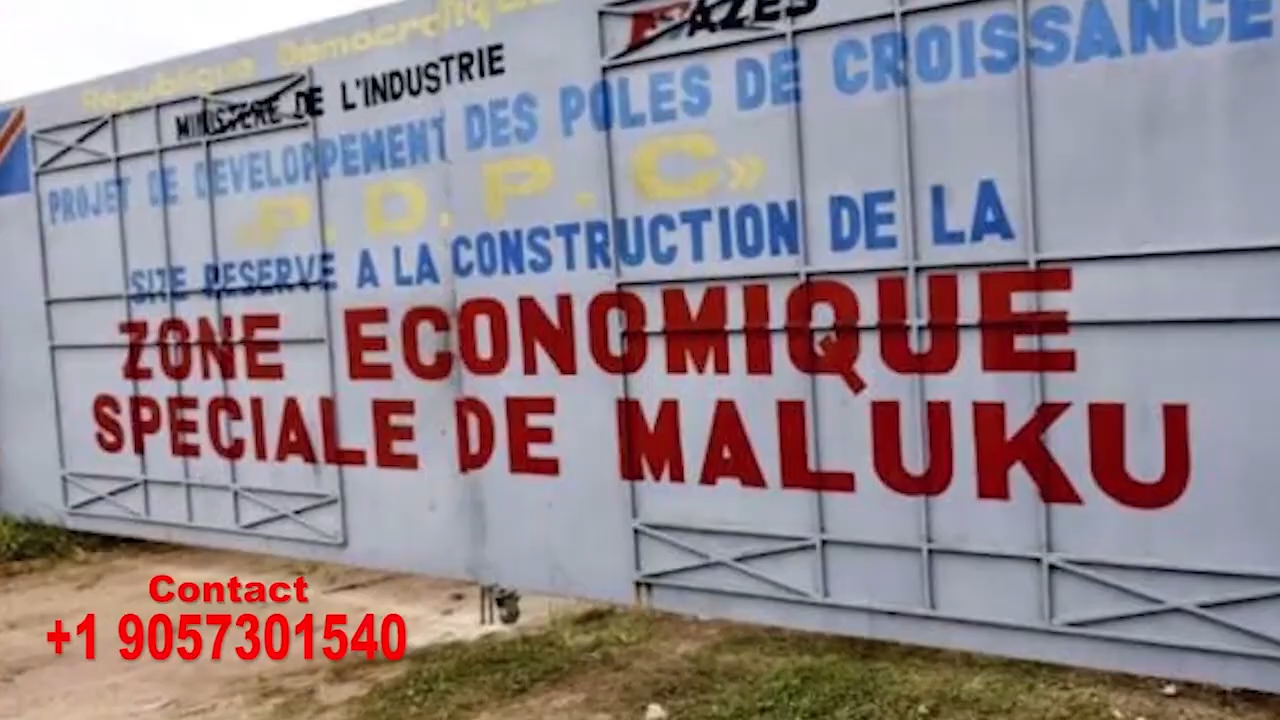 République Démocratique
AZES
MINISTERE DE L'INDUSTRIE
PROJET DE DEVELOPPEMENT DES POLES DE CROISSANCE
P.D.P.C»
SITE RESERVE A LA CONSTRUCTION DE LA
ZONE ECONOMIQUE
SPECIALE DE MALUKU
Contact
+1 9057301540